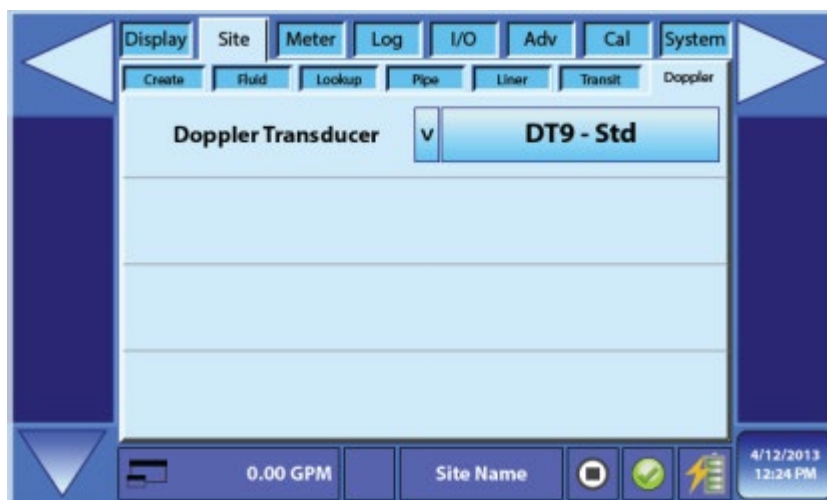 Display Site Meter Log I/O Adv Cal System
Create Fluid Lookup Pipe Liner Transit Doppler
Doppler Transducer v DT9 - Std
0.00 GPM Site Name 4/12/2013
12:24 PM